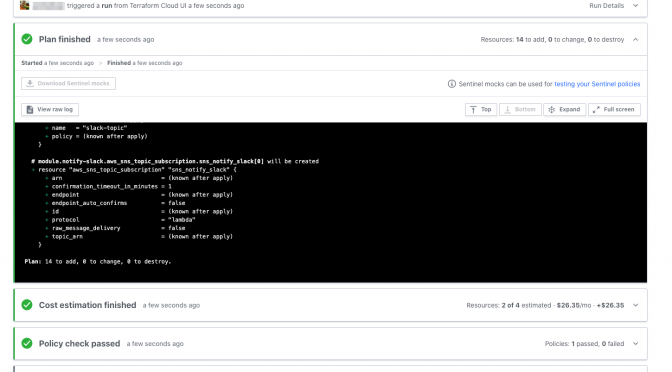 triggered a run from Terraform Cloud UI a few seconds ago Run Details
Plan finished a few seconds ago Resources: 14 to add, 0 to change, 0 to destroy
Started a few seconds ago > Finished a few seconds ago
Download Sentinel mocks Sentinel mocks can be used for testing your Sentinel policies
View raw log Top Bottom Expand Full screen
+ name = "slack-topic"
+ policy = (known after apply)
}
# module.notify-slack.aws_sns_topic_subscription.sns_notify_slack[0] will be created
+ resource "aws_sns_topic_subscription" "sns_notify_slack" {
+ arn = (known after apply)
+ confirmation_timeout_in_minutes = 1
+ endpoint = (known after apply)
+ endpoint_auto_confirms = false
+ id = (known after apply)
+ protocol = "lambda"
+ raw_message_delivery = false
+ topic_arn = (known after apply)
}
Plan: 14 to add, 0 to change, 0 to destroy.
Cost estimation finished a few seconds ago Resources: 2 of 4 estimated · $26.35/mo · +$26.35
Policy check passed a few seconds ago Policies: 1 passed, 0 failed